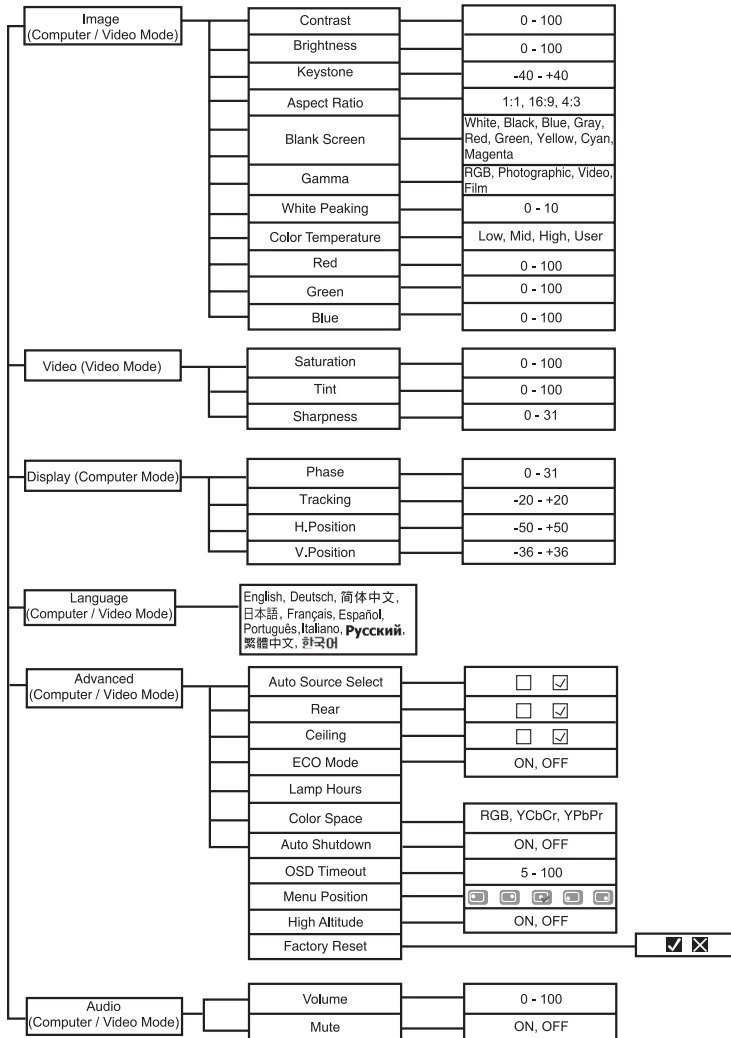 Image
(Computer / Video Mode)
Contrast
0 - 100
Brightness
0 - 100
Keystone
-40 - +40
Aspect Ratio
1:1, 16:9, 4:3
Blank Screen
White, Black, Blue, Gray,
Red, Green, Yellow, Cyan,
Magenta
Gamma
RGB, Photographic, Video,
Film
White Peaking
0 - 10
Color Temperature
Low, Mid, High, User
Red
0 - 100
Green
0 - 100
Blue
0 - 100
Video (Video Mode)
Saturation
0 - 100
Tint
0 - 100
Sharpness
0 - 31
Display (Computer Mode)
Phase
0 - 31
Tracking
-20 - +20
H.Position
-50 - +50
V.Position
-36 - +36
Language
(Computer / Video Mode)
English, Deutsch, 简体中文,
日本語, Français, Español,
Português, Italiano, Русский,
繁體中文, 한국어
Advanced
(Computer / Video Mode)
Auto Source Select
Rear
Ceiling
ECO Mode
ON, OFF
Lamp Hours
Color Space
RGB, YCbCr, YPbPr
Auto Shutdown
ON, OFF
OSD Timeout
5 - 100
Menu Position
High Altitude
ON, OFF
Factory Reset
Audio
(Computer / Video Mode)
Volume
0 - 100
Mute
ON, OFF